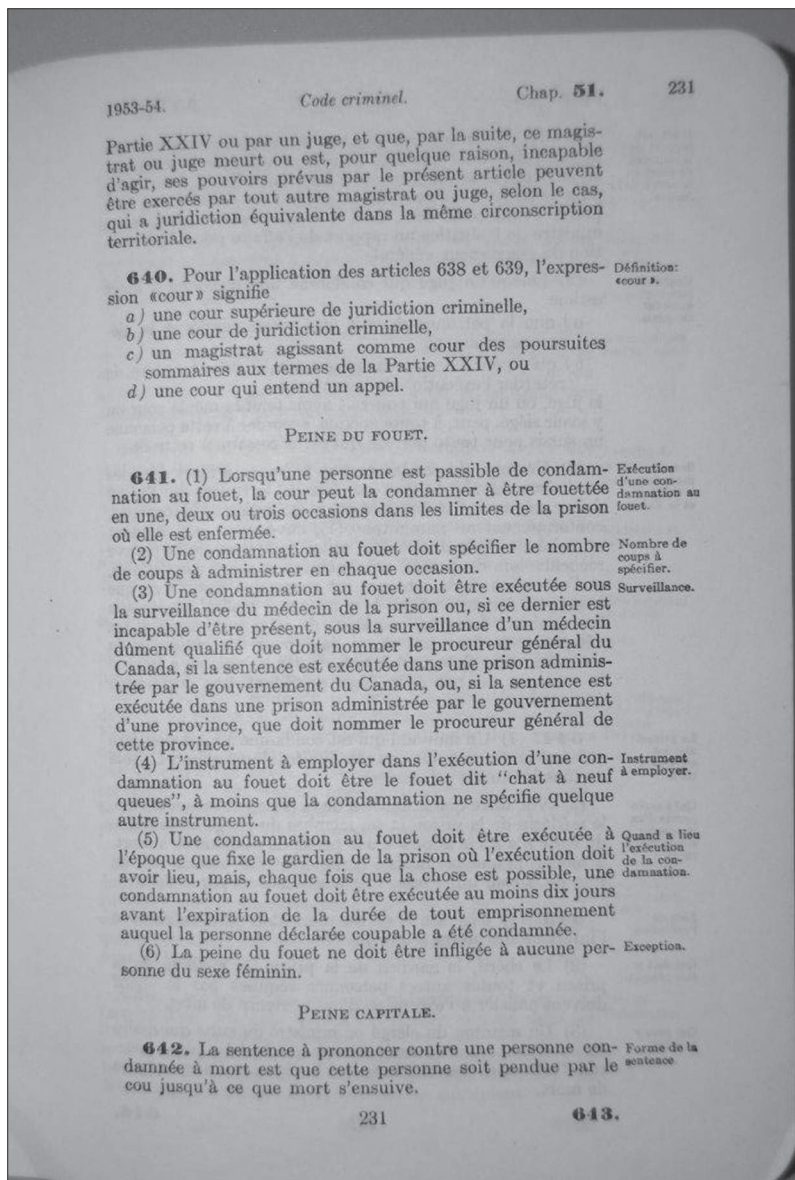 1953-54. Code criminel. Chap. 51. 231
Partie XXIV ou par un juge, et que, par la suite, ce magis-
trat ou juge meurt ou est, pour quelque raison, incapable
d'agir, ses pouvoirs prévus par le présent article peuvent
être exercés par tout autre magistrat ou juge, selon le cas,
qui a juridiction équivalente dans la même circonscription
territoriale.
640. Pour l'application des articles 638 et 639, l'expres-
sion «cour» signifie
Définition:
«cour».
a) une cour supérieure de juridiction criminelle,
b) une cour de juridiction criminelle,
c) un magistrat agissant comme cour des poursuites
sommaires aux termes de la Partie XXIV, ou
d) une cour qui entend un appel.
PEINE DU FOUET.
641. (1) Lorsqu'une personne est passible de condam-
nation au fouet, la cour peut la condamner à être fouettée
en une, deux ou trois occasions dans les limites de la prison
où elle est enfermée.
Exécution
d'une con-
damnation au
fouet.
(2) Une condamnation au fouet doit spécifier le nombre
de coups à administrer en chaque occasion.
Nombre de
coups à
spécifier.
(3) Une condamnation au fouet doit être exécutée sous
la surveillance du médecin de la prison ou, si ce dernier est
incapable d'être présent, sous la surveillance d'un médecin
dûment qualifié que doit nommer le procureur général du
Canada, si la sentence est exécutée dans une prison adminis-
trée par le gouvernement du Canada, ou, si la sentence est
exécutée dans une prison administrée par le gouvernement
d'une province, que doit nommer le procureur général de
cette province.
Surveillance.
(4) L'instrument à employer dans l'exécution d'une con-
damnation au fouet doit être le fouet dit "chat à neuf
queues", à moins que la condamnation ne spécifie quelque
autre instrument.
Instrument
à employer.
(5) Une condamnation au fouet doit être exécutée à
l'époque que fixe le gardien de la prison où l'exécution doit
avoir lieu, mais, chaque fois que la chose est possible, une
condamnation au fouet doit être exécutée au moins dix jours
avant l'expiration de la durée de tout emprisonnement
auquel la personne déclarée coupable a été condamnée.
Quand a lieu
l'exécution
de la con-
damnation.
(6) La peine du fouet ne doit être infligée à aucune per-
sonne du sexe féminin.
Exception.
PEINE CAPITALE.
642. La sentence à prononcer contre une personne con-
damnée à mort est que cette personne soit pendue par le
cou jusqu'à ce que mort s'ensuive.
Forme de la
sentence
231 643.